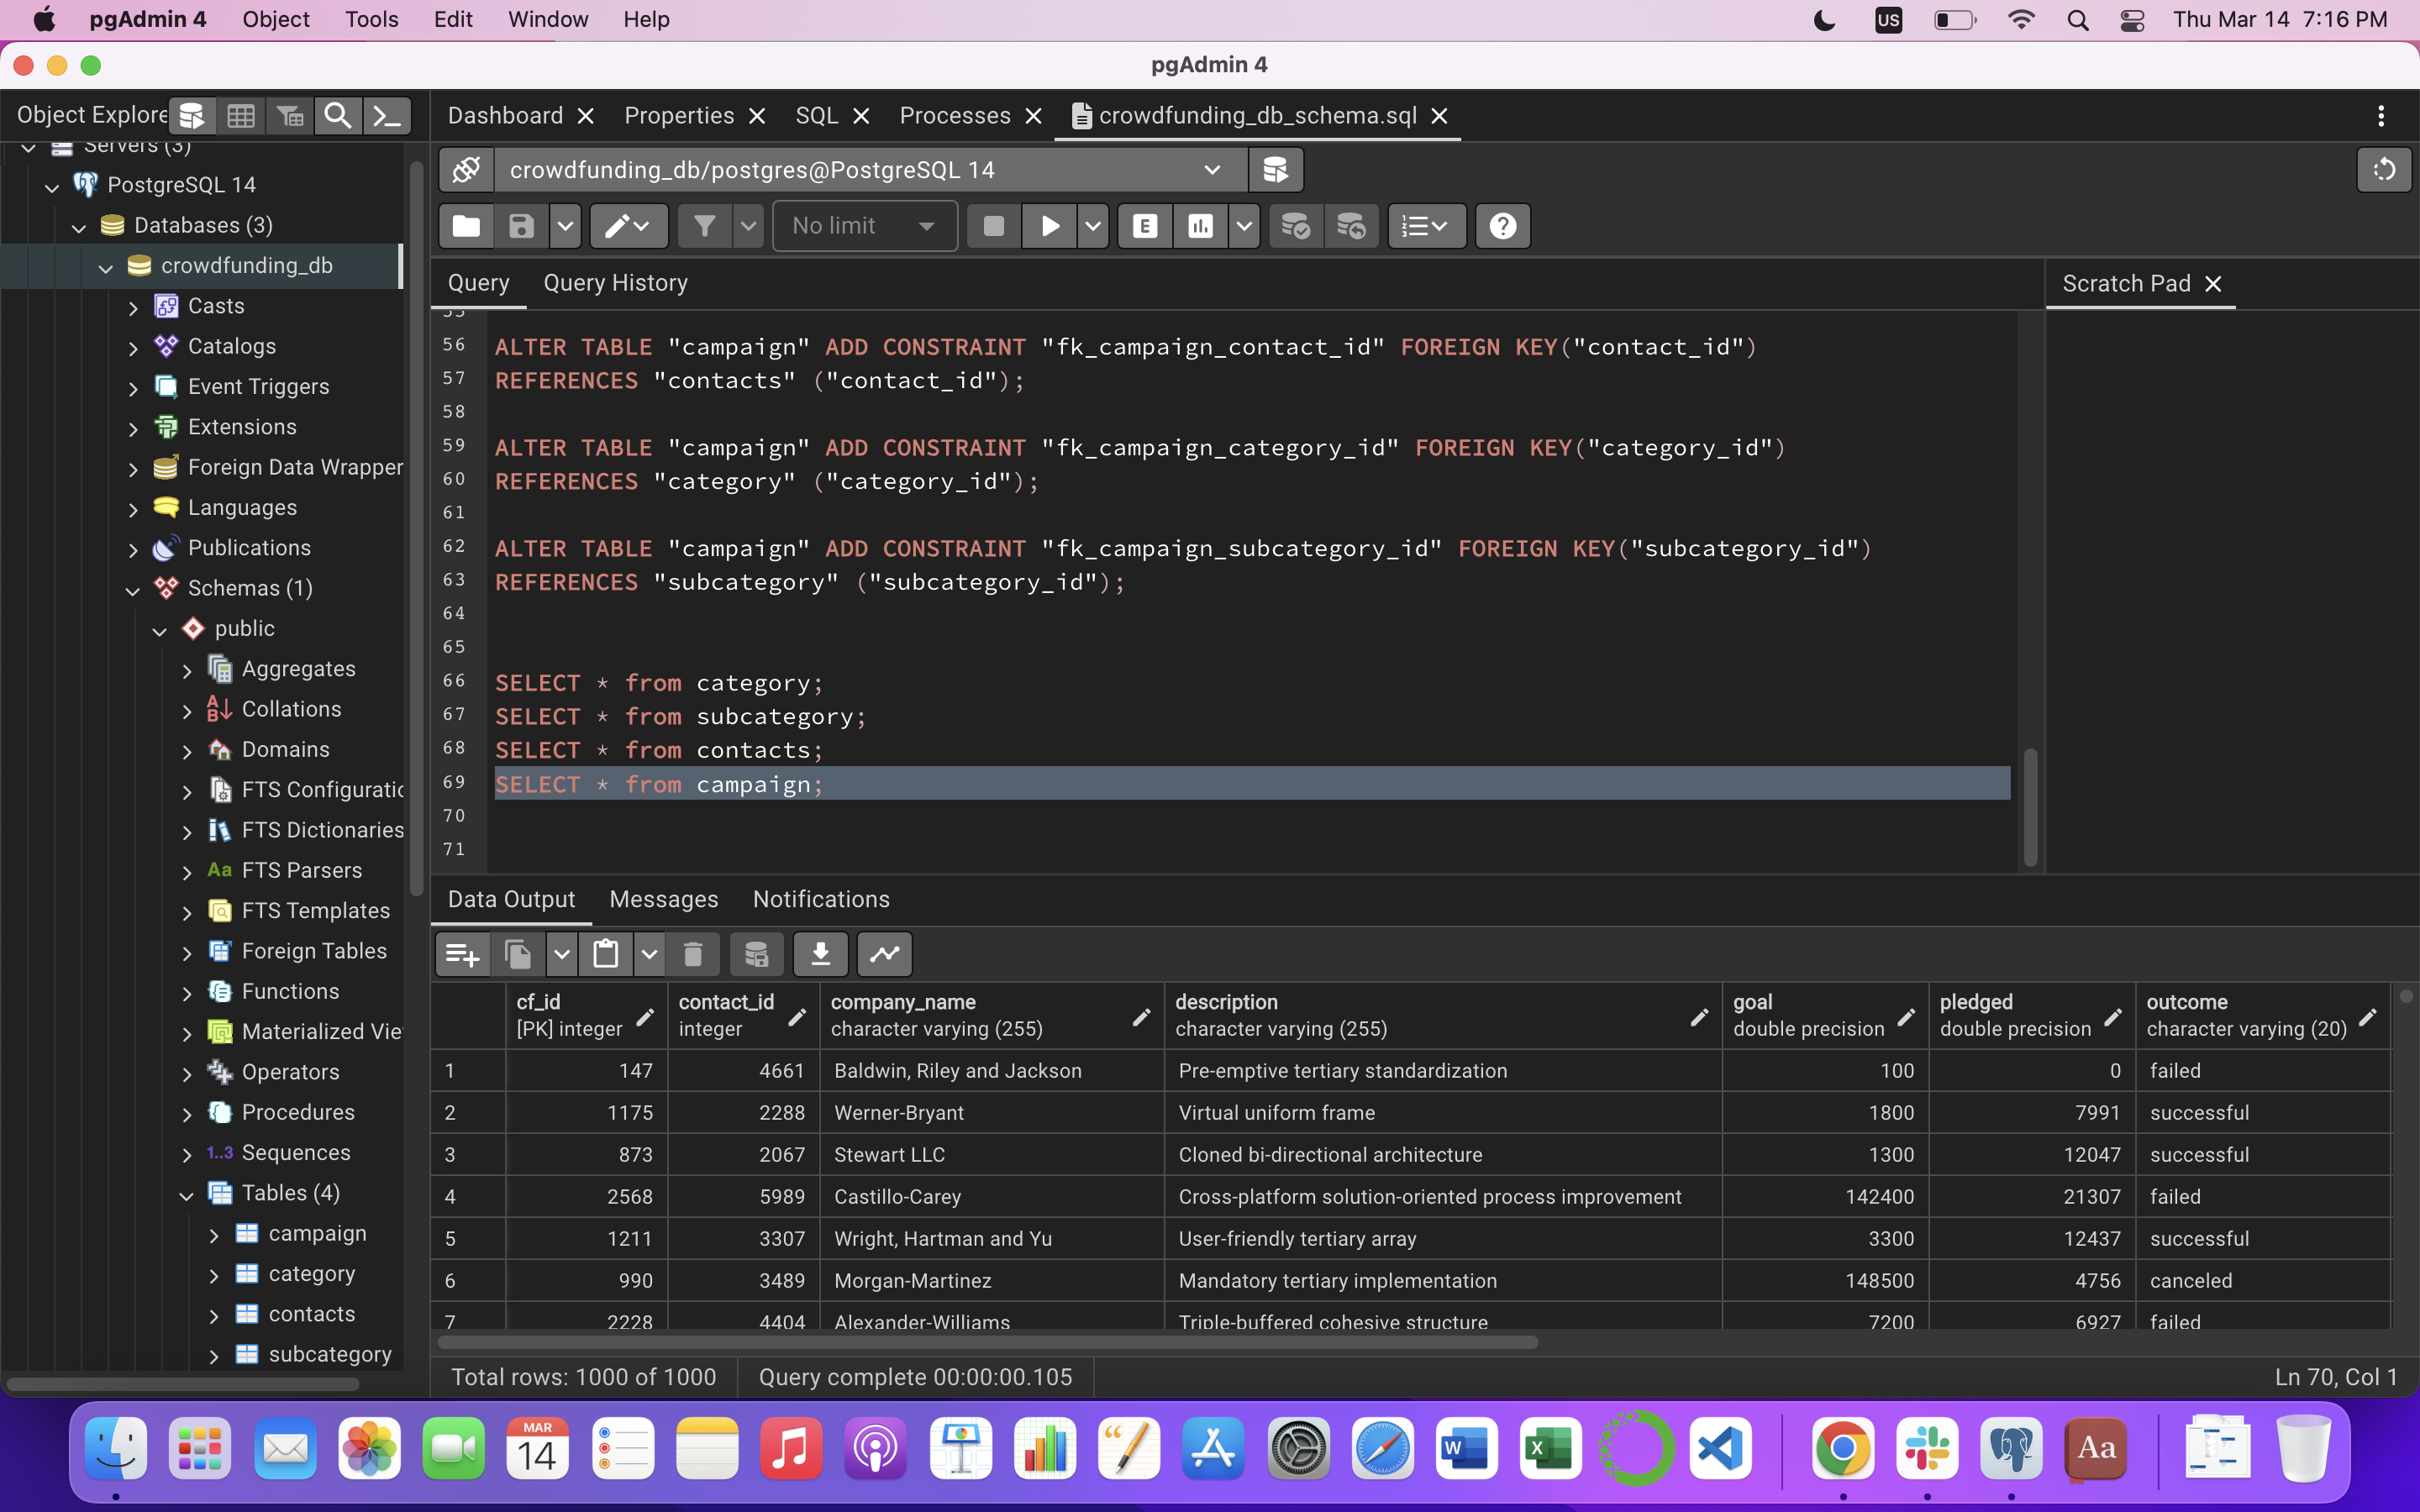 pgAdmin 4 Object Tools Edit Window Help US Thu Mar 14 7:16 PM
pgAdmin 4
Object Explore
Dashboard Properties SQL Processes crowdfunding_db_schema.sql
Servers (3)
PostgreSQL 14
Databases (3)
crowdfunding_db
Casts
Catalogs
Event Triggers
Extensions
Foreign Data Wrapper
Languages
Publications
Schemas (1)
public
Aggregates
Collations
Domains
FTS Configuratic
FTS Dictionaries
Aa FTS Parsers
FTS Templates
Foreign Tables
Functions
Materialized Vie
Operators
Procedures
1..3 Sequences
Tables (4)
campaign
category
contacts
subcategory
crowdfunding_db/postgres@PostgreSQL 14
No limit
E
Query Query History
Scratch Pad
55
56 ALTER TABLE "campaign" ADD CONSTRAINT "fk_campaign_contact_id" FOREIGN KEY("contact_id")
57 REFERENCES "contacts" ("contact_id");
58
59 ALTER TABLE "campaign" ADD CONSTRAINT "fk_campaign_category_id" FOREIGN KEY("category_id")
60 REFERENCES "category" ("category_id");
61
62 ALTER TABLE "campaign" ADD CONSTRAINT "fk_campaign_subcategory_id" FOREIGN KEY("subcategory_id")
63 REFERENCES "subcategory" ("subcategory_id");
64
65
66 SELECT * from category;
67 SELECT * from subcategory;
68 SELECT * from contacts;
69 SELECT * from campaign;
70
71
Data Output Messages Notifications
cf_id contact_id company_name description goal pledged outcome
[PK] integer integer character varying (255) character varying (255) double precision double precision character varying (20)
1 147 4661 Baldwin, Riley and Jackson Pre-emptive tertiary standardization 100 0 failed
2 1175 2288 Werner-Bryant Virtual uniform frame 1800 7991 successful
3 873 2067 Stewart LLC Cloned bi-directional architecture 1300 12047 successful
4 2568 5989 Castillo-Carey Cross-platform solution-oriented process improvement 142400 21307 failed
5 1211 3307 Wright, Hartman and Yu User-friendly tertiary array 3300 12437 successful
6 990 3489 Morgan-Martinez Mandatory tertiary implementation 148500 4756 canceled
7 2228 4404 Alexander-Williams Triple-buffered cohesive structure 7200 6927 failed
Total rows: 1000 of 1000 Query complete 00:00:00.105 Ln 70, Col 1
MAR
14
W
X
Aa